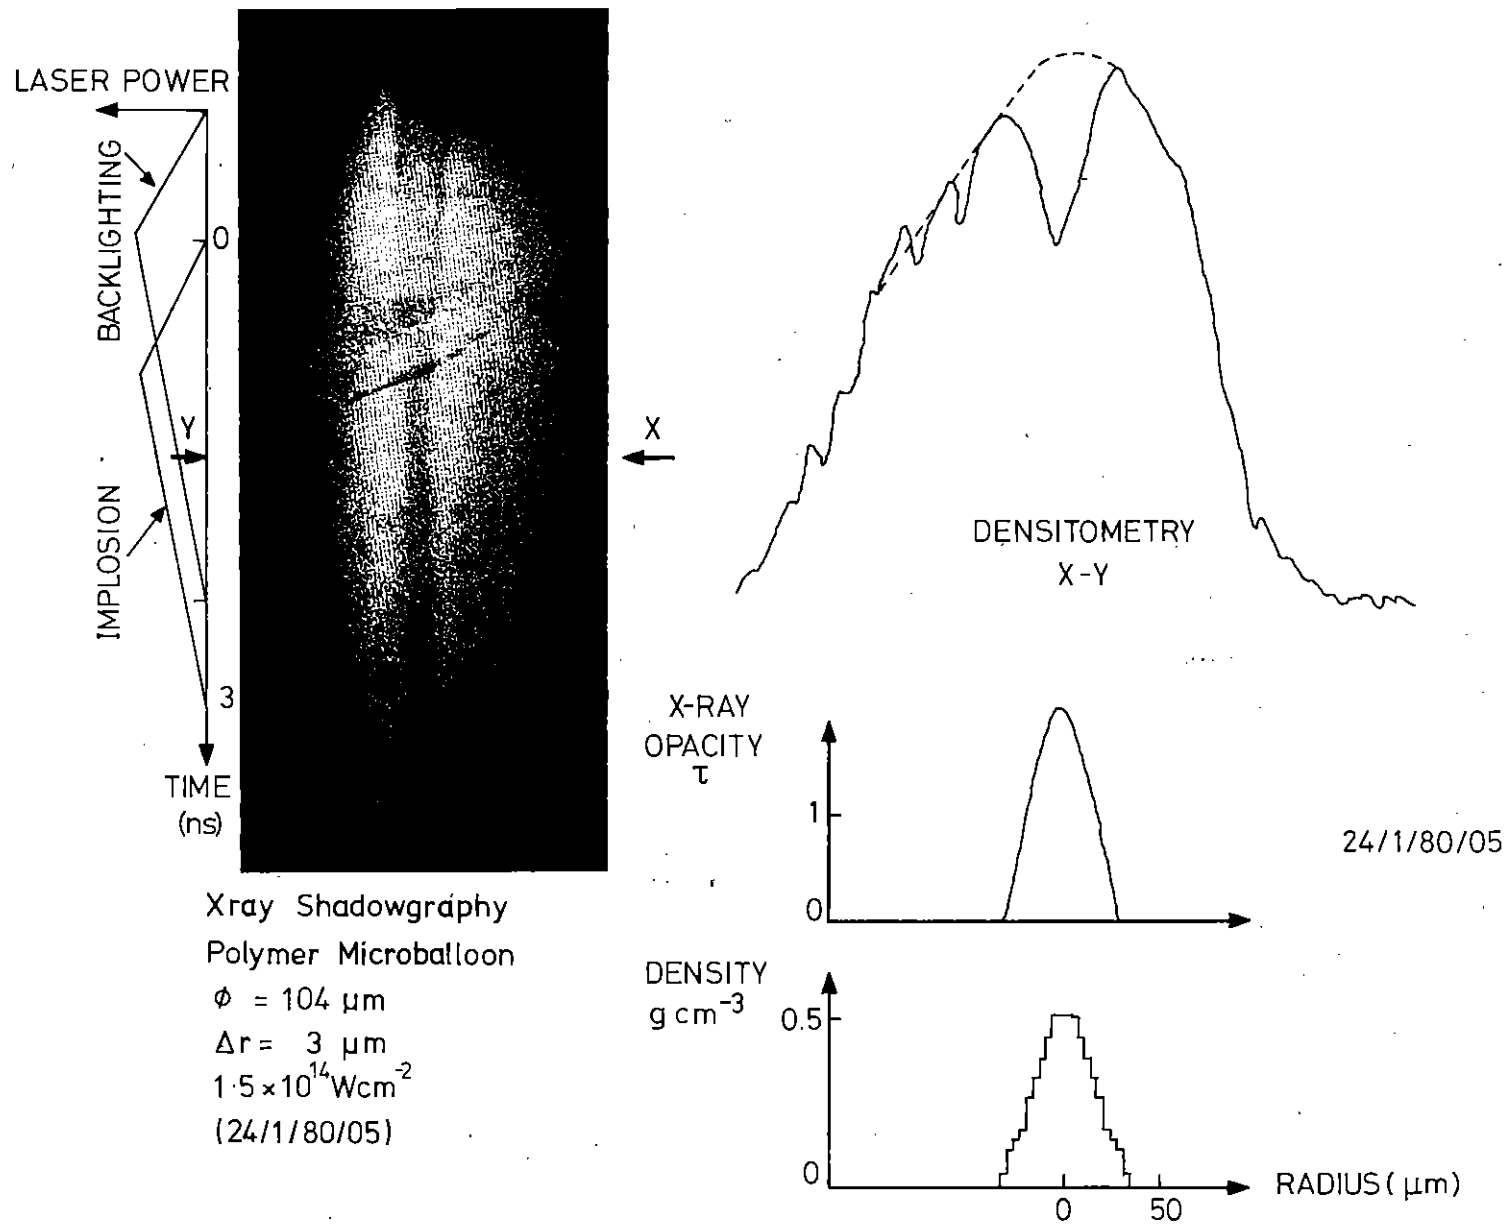 LASER POWER
BACKLIGHTING
0
Y
X
IMPLOSION
3
TIME
(ns)
Xray Shadowgraphy
Polymer Microballoon
ϕ = 104 μm
Δr = 3 μm
1·5×10¹⁴Wcm⁻²
(24/1/80/05)
DENSITOMETRY
X-Y
X-RAY
OPACITY
τ
1
0
24/1/80/05
DENSITY
g cm⁻³
0.5
0
0
50
RADIUS (μm)